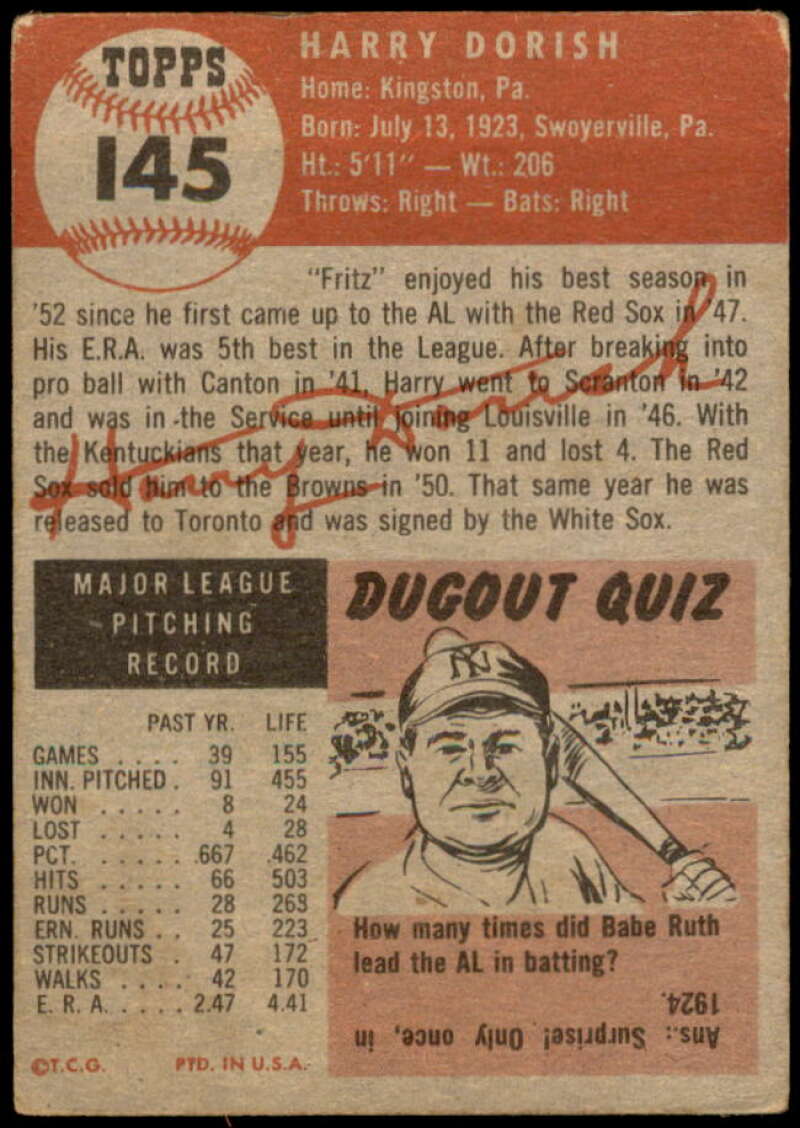 TOPPS
145
HARRY DORISH
Home: Kingston, Pa.
Born: July 13, 1923, Swoyerville, Pa.
Ht.: 5'11" — Wt.: 206
Throws: Right — Bats: Right
"Fritz" enjoyed his best season in
'52 since he first came up to the AL with the Red Sox in '47.
His E.R.A. was 5th best in the League. After breaking into
pro ball with Canton in '41, Harry went to Scranton in '42
and was in the Service until joining Louisville in '46. With
the Kentuckians that year, he won 11 and lost 4. The Red
Sox sold him to the Browns in '50. That same year he was
released to Toronto and was signed by the White Sox.
Harry Dorish
MAJOR LEAGUE
PITCHING
RECORD
PAST YR. LIFE
GAMES . . . . 39 155
INN. PITCHED . 91 455
WON . . . . . 8 24
LOST . . . . . 4 28
PCT. . . . . . .667 .462
HITS . . . . . 66 503
RUNS . . . . . 28 263
ERN. RUNS . . 25 223
STRIKEOUTS . 47 172
WALKS . . . . 42 170
E. R. A. . . . . 2.47 4.41
©T.C.G. PTD. IN U.S.A.
DUGOUT QUIZ
NY
How many times did Babe Ruth
lead the AL in batting?
Ans.: Surprise! Only once, in
1924.